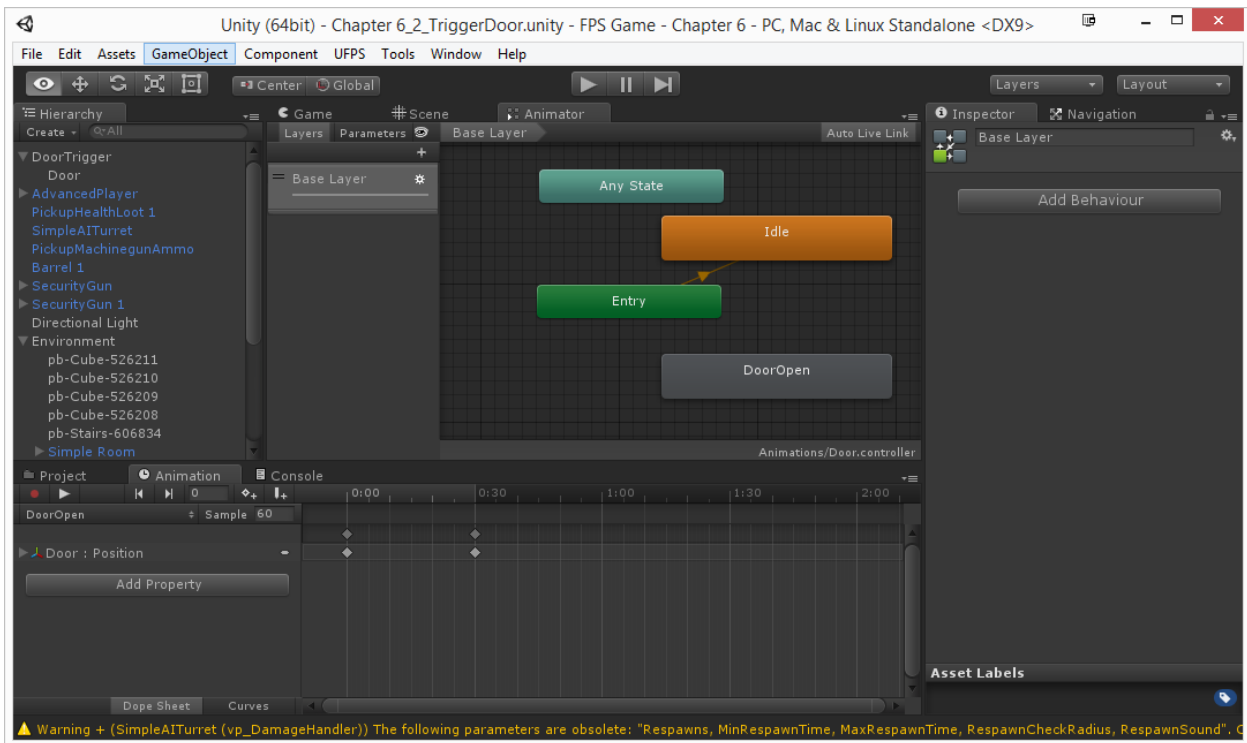 Unity (64bit) - Chapter 6_2_TriggerDoor.unity - FPS Game - Chapter 6 - PC, Mac & Linux Standalone <DX9>
File Edit Assets GameObject Component UFPS Tools Window Help
Center Global Layers Layout
Hierarchy Game Scene Animator Inspector Navigation
Create All Layers Parameters Base Layer Auto Live Link Base Layer
DoorTrigger
Door Base Layer Any State
AdvancedPlayer Add Behaviour
PickupHealthLoot 1
SimpleAITurret Idle
PickupMachinegunAmmo
Barrel 1
SecurityGun
SecurityGun 1 Entry
Directional Light
Environment
pb-Cube-526211
pb-Cube-526210 DoorOpen
pb-Cube-526209
pb-Cube-526208
pb-Stairs-606834
Simple Room Animations/Door.controller
Project Animation Console
0 0:00 0:30 1:00 1:30 2:00
DoorOpen Sample 60
Door : Position
Add Property
Asset Labels
Dope Sheet Curves
Warning + (SimpleAITurret (vp_DamageHandler)) The following parameters are obsolete: "Respawns, MinRespawnTime, MaxRespawnTime, RespawnCheckRadius, RespawnSound".